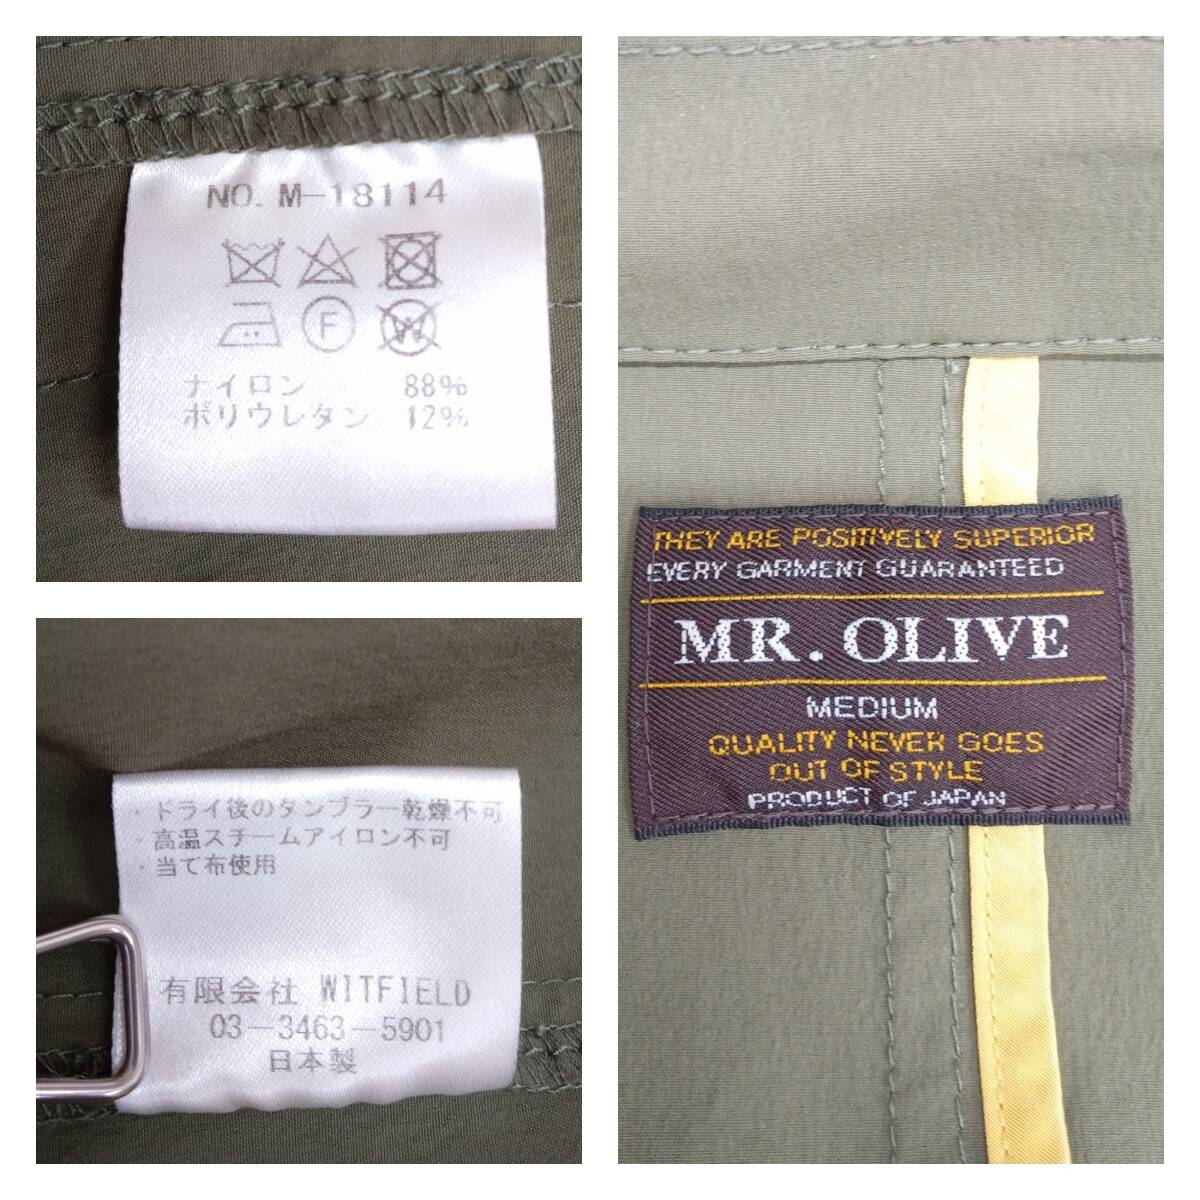 NO. M-18114
F
W
ナイロン 88%
ポリウレタン 12%
・ドライ後のタンブラー乾燥不可
・高温スチームアイロン不可
・当て布使用
有限会社 WITFIELD
03-3463-5901
日本製
THEY ARE POSITIVELY SUPERIOR
EVERY GARMENT GUARANTEED
MR. OLIVE
MEDIUM
QUALITY NEVER GOES
OUT OF STYLE
PRODUCT OF JAPAN